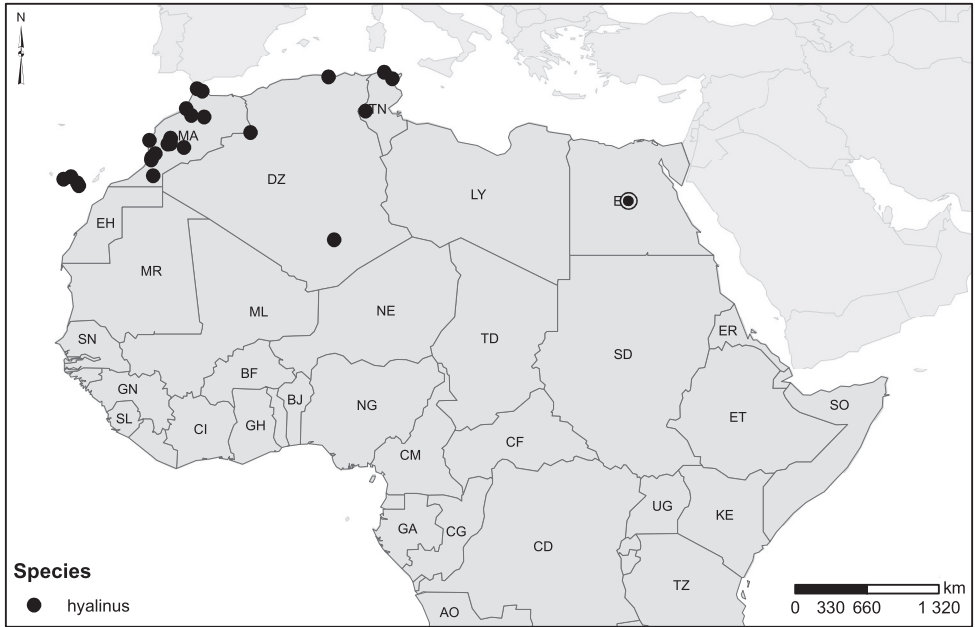 N
TN
MA
DZ
LY
E
EH
MR
ML
NE
TD
SD
ER
SN
BF
BJ
GN
NG
ET
SO
SL
CI
GH
CF
CM
UG
KE
GA
CG
CD
TZ
AO
Species
hyalinus
km
0 330 660 1 320